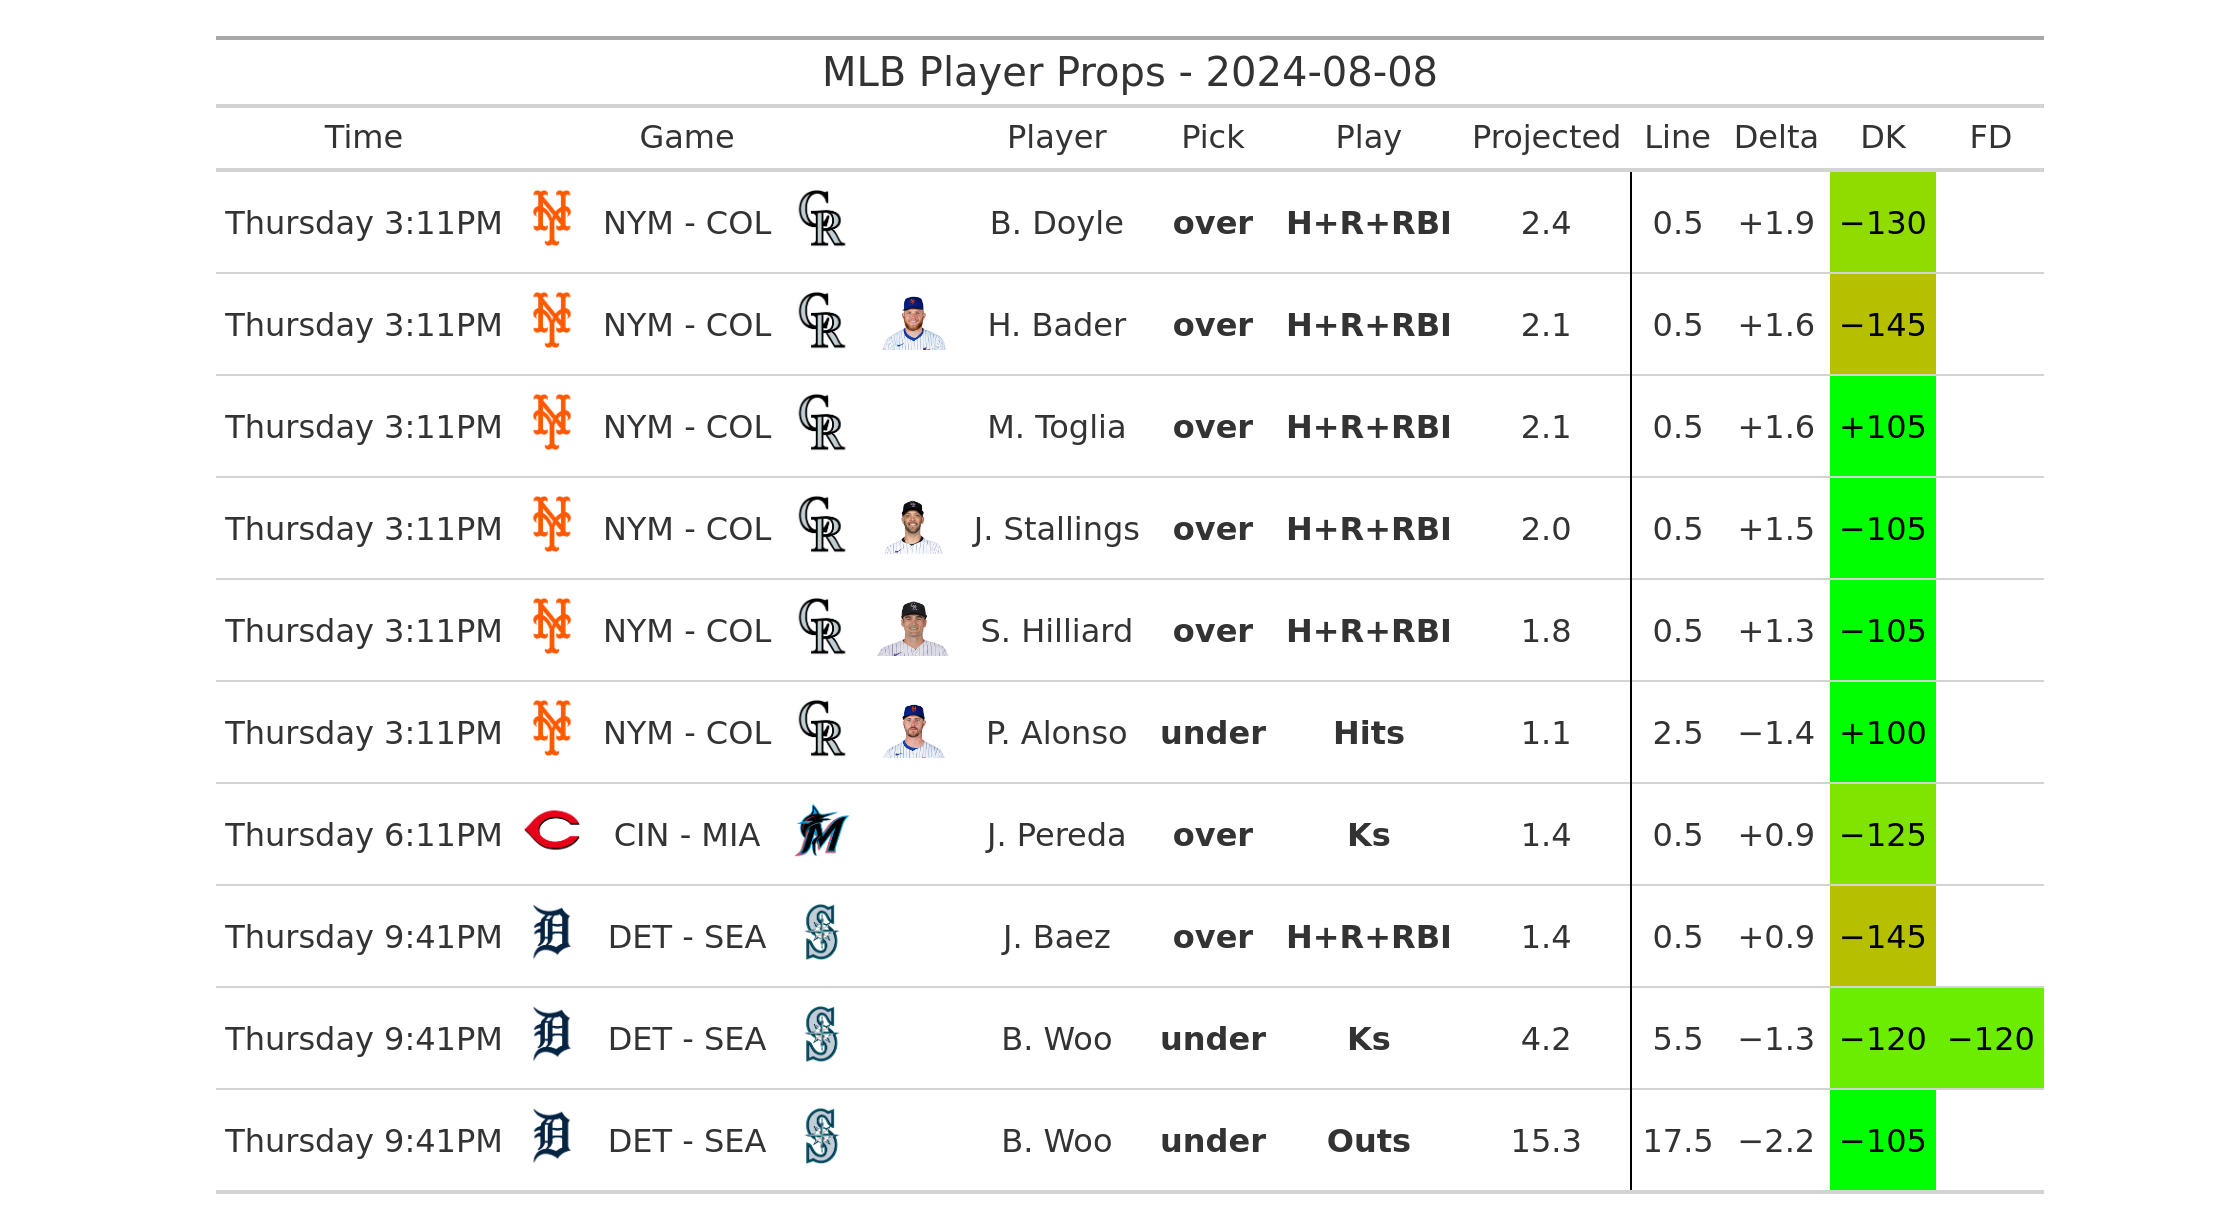 MLB Player Props - 2024-08-08
Time Game Player Pick Play Projected Line Delta DK FD
Thursday 3:11PM NYM - COL B. Doyle over H+R+RBI 2.4 0.5 +1.9 −130
Thursday 3:11PM NYM - COL H. Bader over H+R+RBI 2.1 0.5 +1.6 −145
Thursday 3:11PM NYM - COL M. Toglia over H+R+RBI 2.1 0.5 +1.6 +105
Thursday 3:11PM NYM - COL J. Stallings over H+R+RBI 2.0 0.5 +1.5 −105
Thursday 3:11PM NYM - COL S. Hilliard over H+R+RBI 1.8 0.5 +1.3 −105
Thursday 3:11PM NYM - COL P. Alonso under Hits 1.1 2.5 −1.4 +100
Thursday 6:11PM CIN - MIA J. Pereda over Ks 1.4 0.5 +0.9 −125
Thursday 9:41PM DET - SEA J. Baez over H+R+RBI 1.4 0.5 +0.9 −145
Thursday 9:41PM DET - SEA B. Woo under Ks 4.2 5.5 −1.3 −120 −120
Thursday 9:41PM DET - SEA B. Woo under Outs 15.3 17.5 −2.2 −105